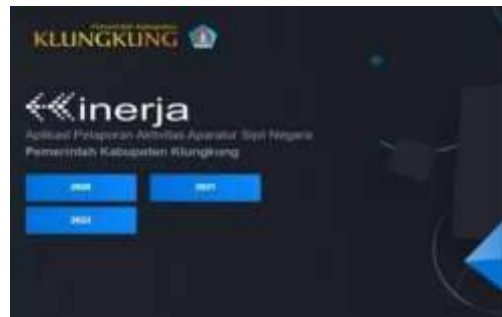 Pemerintah Kabupaten
KLUNGKUNG
Kinerja
Aplikasi Pelaporan Aktivitas Aparatur Sipil Negara
Pemerintah Kabupaten Klungkung
2020 2021
2022